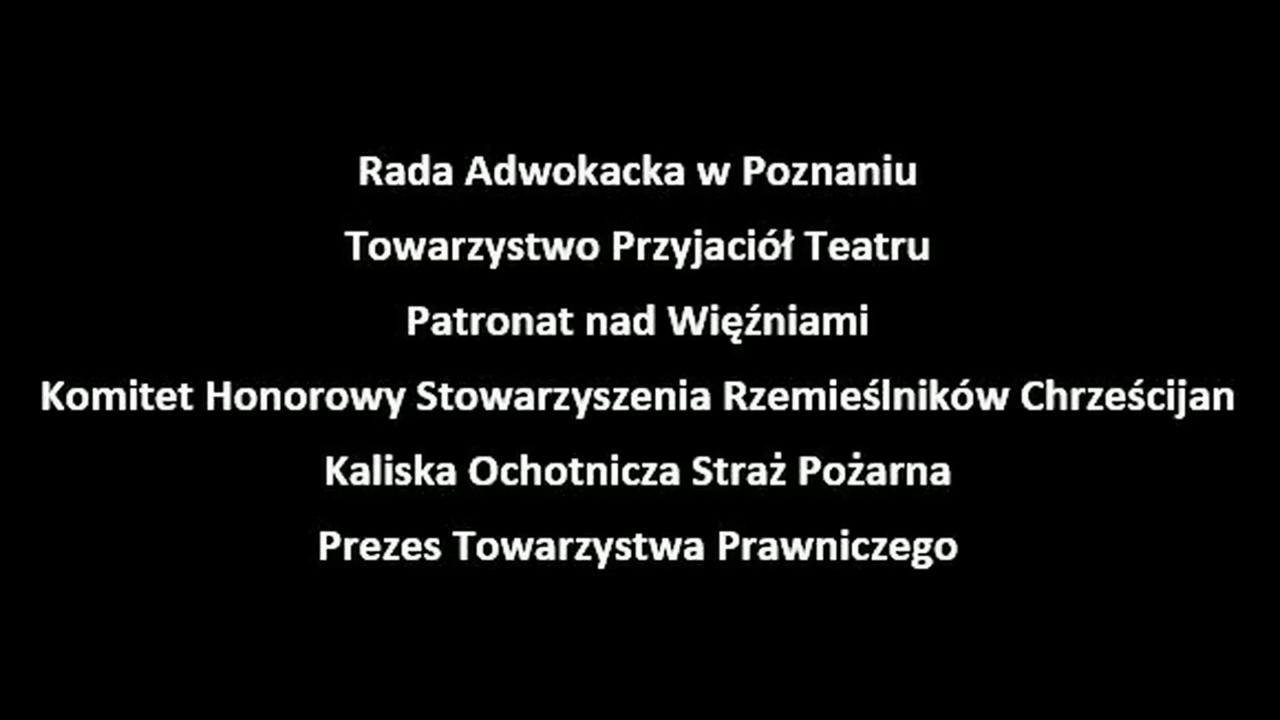 Rada Adwokacka w Poznaniu
Towarzystwo Przyjaciół Teatru
Patronat nad Więźniami
Komitet Honorowy Stowarzyszenia Rzemieślników Chrześcijan
Kaliska Ochotnicza Straż Pożarna
Prezes Towarzystwa Prawniczego